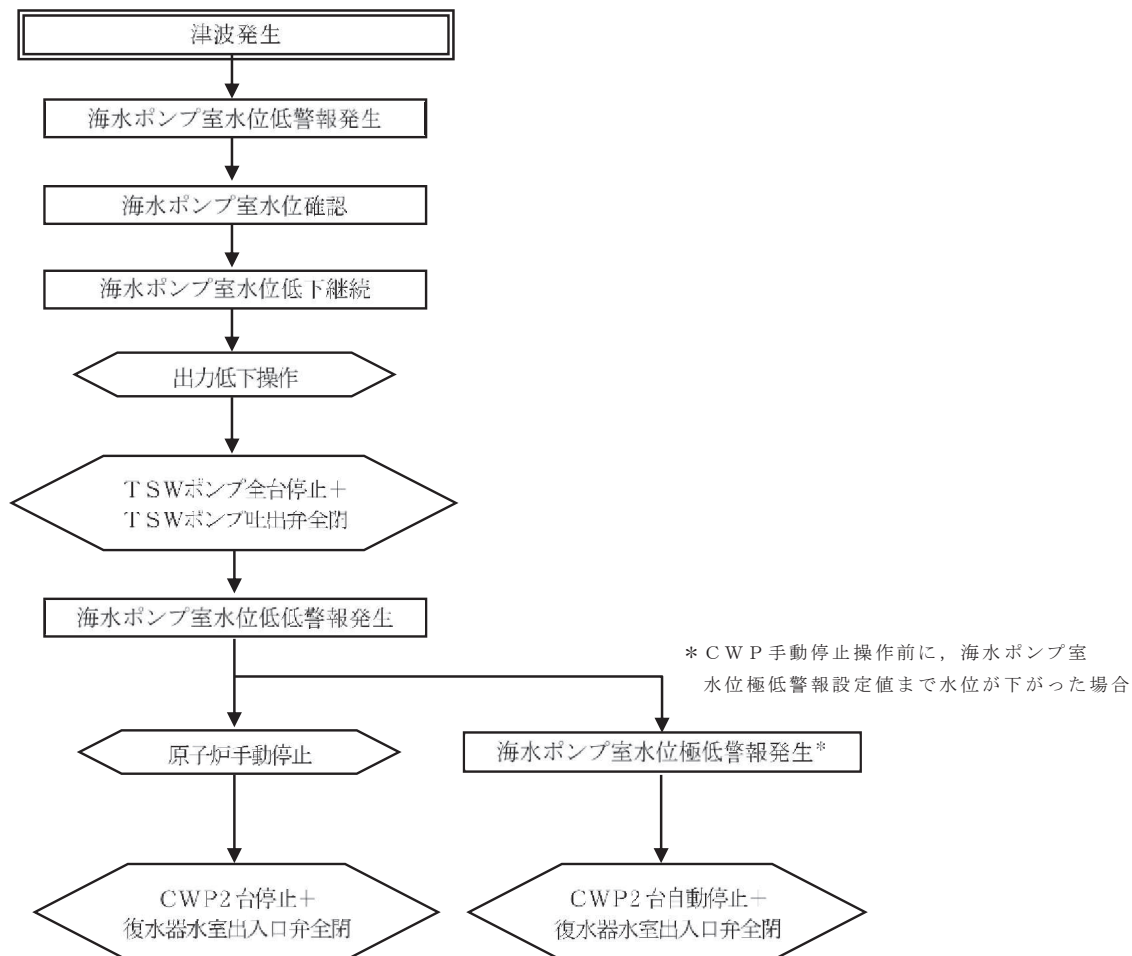 津波発生
海水ポンプ室水位低警報発生
海水ポンプ室水位確認
海水ポンプ室水位低下継続
出力低下操作
TSWポンプ全台停止+
TSWポンプ吐出弁全閉
海水ポンプ室水位低低警報発生
*CWP手動停止操作前に，海水ポンプ室
水位極低警報設定値まで水位が下がった場合
原子炉手動停止
海水ポンプ室水位極低警報発生*
CWP2台停止+
復水器水室出入口弁全閉
CWP2台自動停止+
復水器水室出入口弁全閉